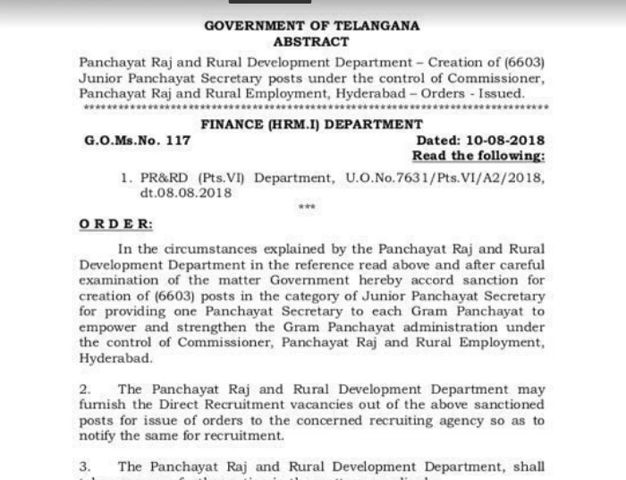 GOVERNMENT OF TELANGANA
ABSTRACT
Panchayat Raj and Rural Development Department – Creation of (6603)
Junior Panchayat Secretary posts under the control of Commissioner,
Panchayat Raj and Rural Employment, Hyderabad – Orders - Issued.
********************************************************************************
FINANCE (HRM.I) DEPARTMENT
G.O.Ms.No. 117 Dated: 10-08-2018
Read the following:
1. PR&RD (Pts.VI) Department, U.O.No.7631/Pts.VI/A2/2018,
dt.08.08.2018
***
O R D E R:
In the circumstances explained by the Panchayat Raj and Rural
Development Department in the reference read above and after careful
examination of the matter Government hereby accord sanction for
creation of (6603) posts in the category of Junior Panchayat Secretary
for providing one Panchayat Secretary to each Gram Panchayat to
empower and strengthen the Gram Panchayat administration under
the control of Commissioner, Panchayat Raj and Rural Employment,
Hyderabad.
2. The Panchayat Raj and Rural Development Department may
furnish the Direct Recruitment vacancies out of the above sanctioned
posts for issue of orders to the concerned recruiting agency so as to
notify the same for recruitment.
3. The Panchayat Raj and Rural Development Department, shall